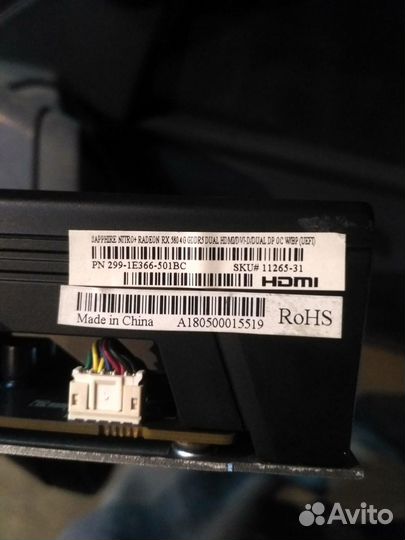 SAPPHIRE NITRO+ RADEON RX 580 4G GDDR5 DUAL HDMI/DVI-D/DUAL DP OC W/BP (UEFI)
PN 299-1E366-501BC SKU# 11265-31
HDMI
Made in China A180500015519 RoHS
Avito